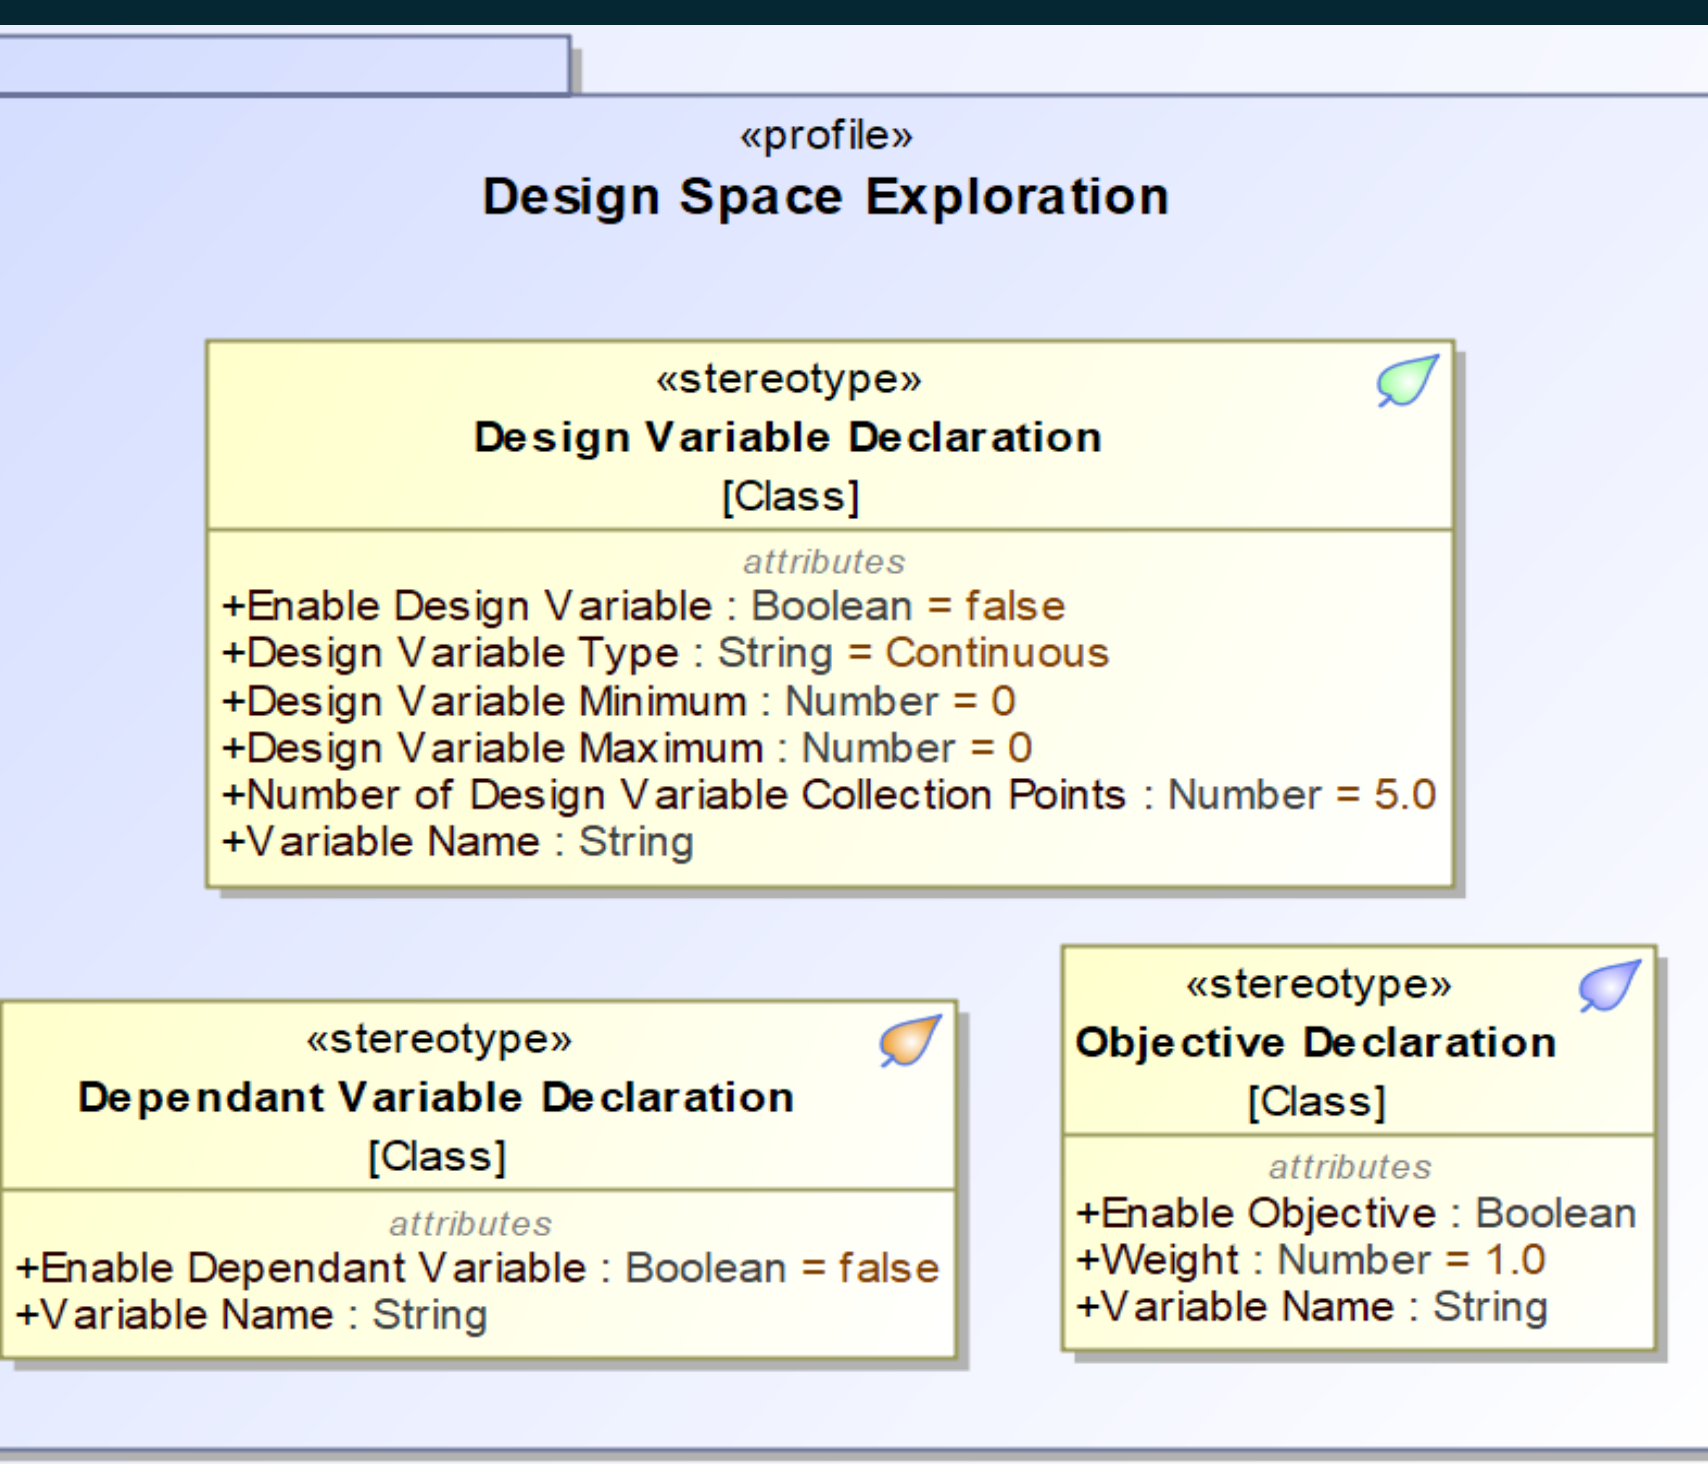 «profile»
Design Space Exploration
«stereotype»
Design Variable Declaration
[Class]
attributes
+Enable Design Variable : Boolean = false
+Design Variable Type : String = Continuous
+Design Variable Minimum : Number = 0
+Design Variable Maximum : Number = 0
+Number of Design Variable Collection Points : Number = 5.0
+Variable Name : String
«stereotype»
Dependant Variable Declaration
[Class]
attributes
+Enable Dependant Variable : Boolean = false
+Variable Name : String
«stereotype»
Objective Declaration
[Class]
attributes
+Enable Objective : Boolean
+Weight : Number = 1.0
+Variable Name : String